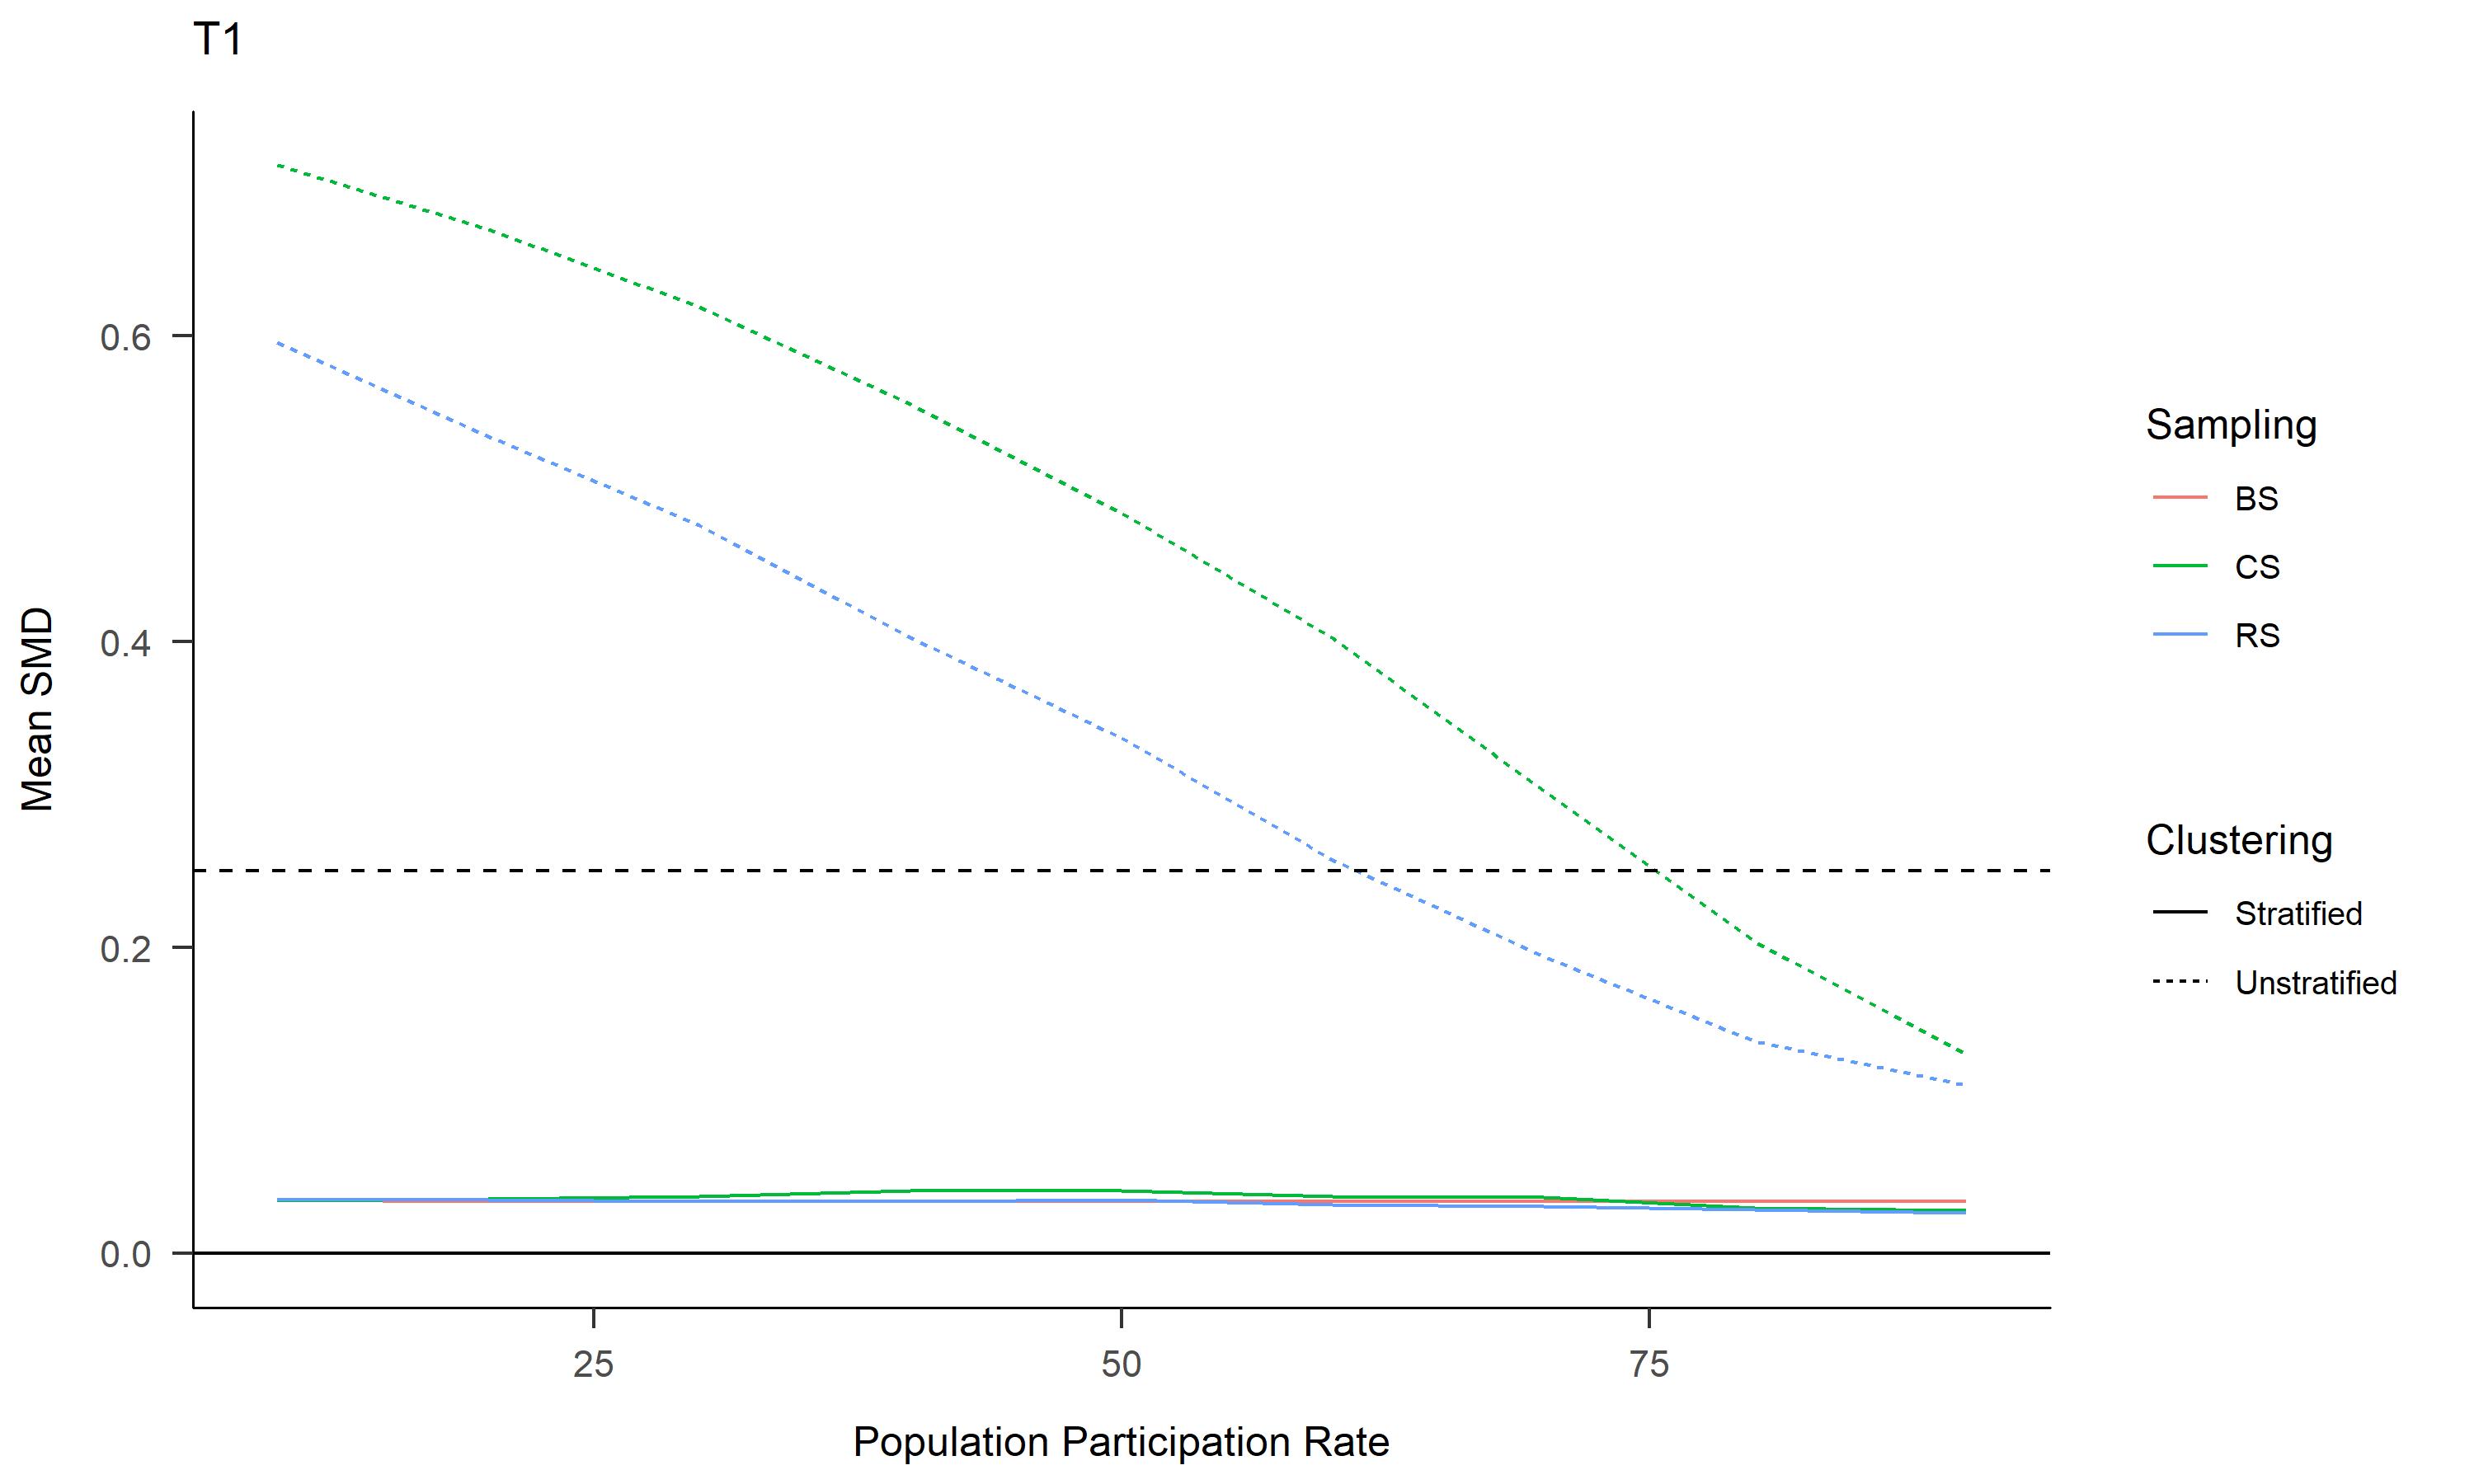 T1
Mean SMD
0.6
0.4
0.2
0.0
25
50
75
Population Participation Rate
Sampling
BS
CS
RS
Clustering
Stratified
Unstratified